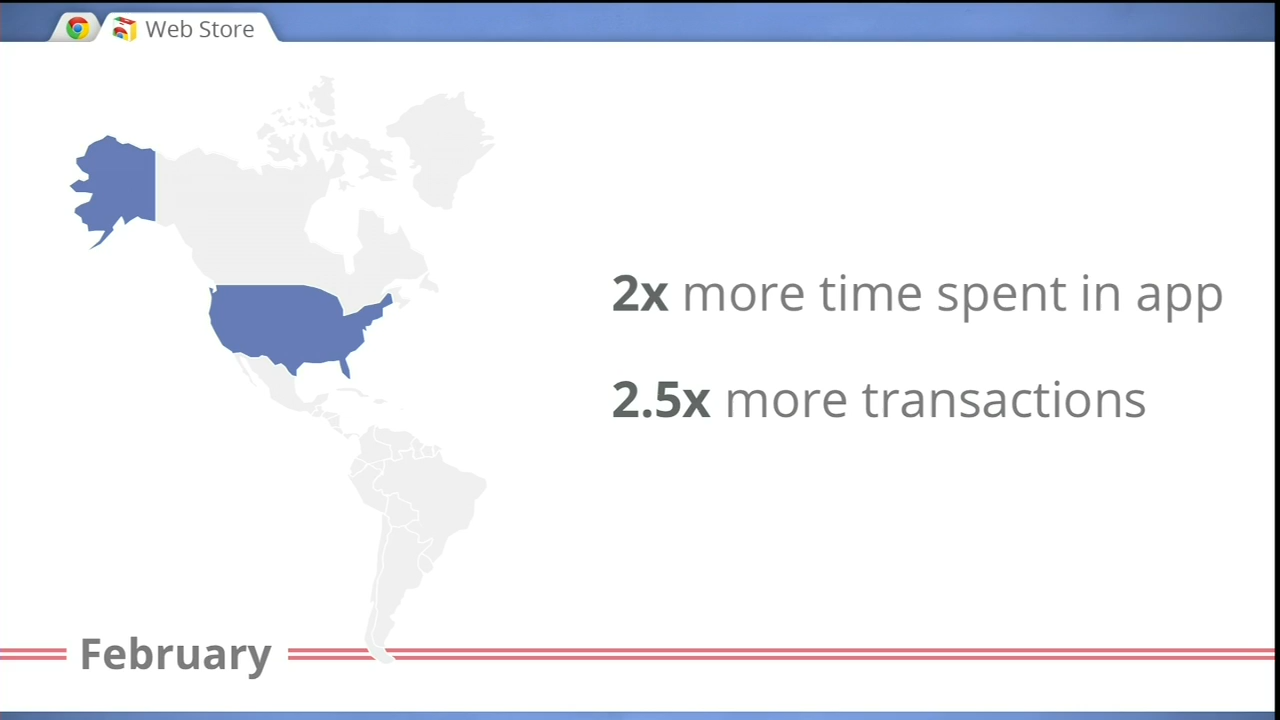 Web Store
2x more time spent in app
2.5x more transactions
February